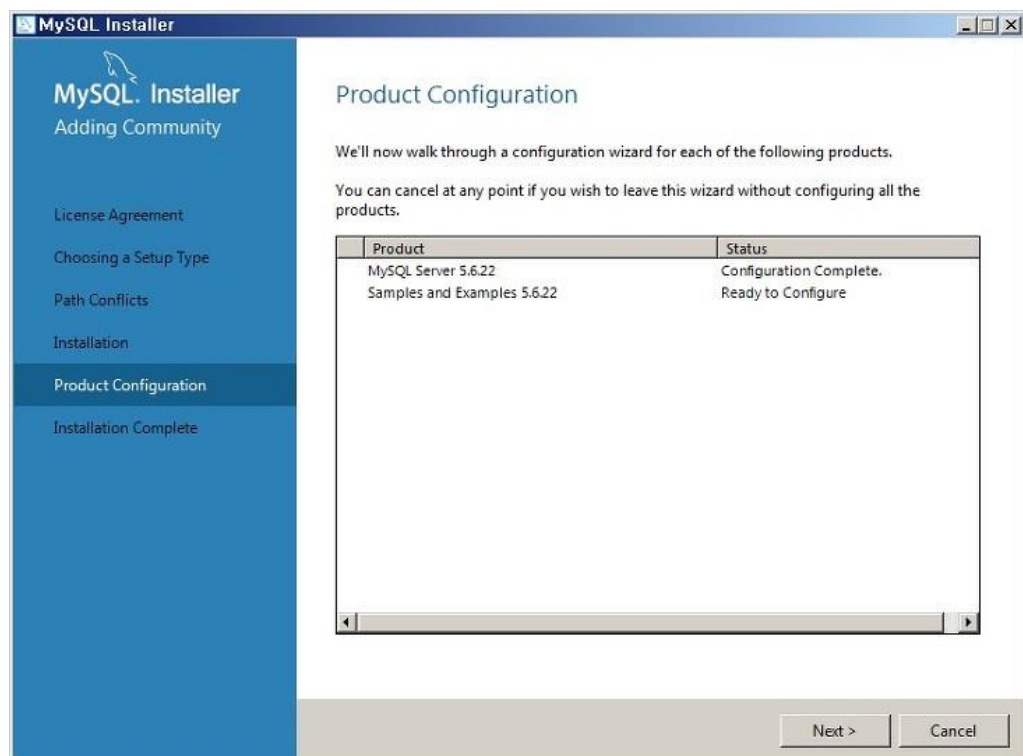 MySQL Installer
MySQL. Installer
Adding Community
License Agreement
Choosing a Setup Type
Path Conflicts
Installation
Product Configuration
Installation Complete
Product Configuration
We'll now walk through a configuration wizard for each of the following products.
You can cancel at any point if you wish to leave this wizard without configuring all the
products.
Product Status
MySQL Server 5.6.22 Configuration Complete.
Samples and Examples 5.6.22 Ready to Configure
Next > Cancel